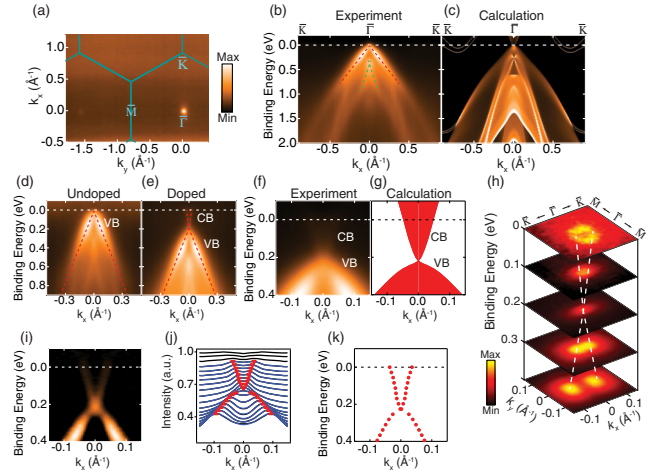 (a)
K̄
M̄
Γ̄
kₓ (Å⁻¹)
0.5
0.0
-0.5
k_y (Å⁻¹)
-1.5 -1.0 -0.5 0.0
Max
Min
(b) Experiment
K̄ Γ̄ K̄
Binding Energy (eV)
0.0
0.5
1.0
1.5
2.0
-0.5 0.0 0.5
kₓ (Å⁻¹)
(c) Calculation
K̄ Γ̄ K̄
-0.5 0.0 0.5
kₓ (Å⁻¹)
(d) Undoped
VB
Binding Energy (eV)
0.0
0.2
0.4
0.6
0.8
-0.3 0.0 0.3
kₓ (Å⁻¹)
(e) Doped
CB
VB
-0.3 0.0 0.3
kₓ (Å⁻¹)
(f) Experiment
CB
VB
Binding Energy (eV)
0.0
0.2
0.4
-0.1 0.0 0.1
kₓ (Å⁻¹)
(g) Calculation
CB
VB
-0.1 0.0 0.1
kₓ (Å⁻¹)
(h)
K̄ – Γ̄ – K̄
M̄ – Γ̄ – M̄
Binding Energy (eV)
0
0.1
0.2
0.3
0.1
0.0
-0.1
k_y (Å⁻¹)
-0.1 0.0 0.1
kₓ (Å⁻¹)
Max
Min
(i)
Binding Energy (eV)
0.0
0.2
0.4
-0.1 0.0 0.1
kₓ (Å⁻¹)
(j)
Intensity (a.u.)
1.0
0.7
0.4
-0.1 0.0 0.1
kₓ (Å⁻¹)
(k)
Binding Energy (eV)
0.0
0.2
0.4
-0.1 0.0 0.1
kₓ (Å⁻¹)